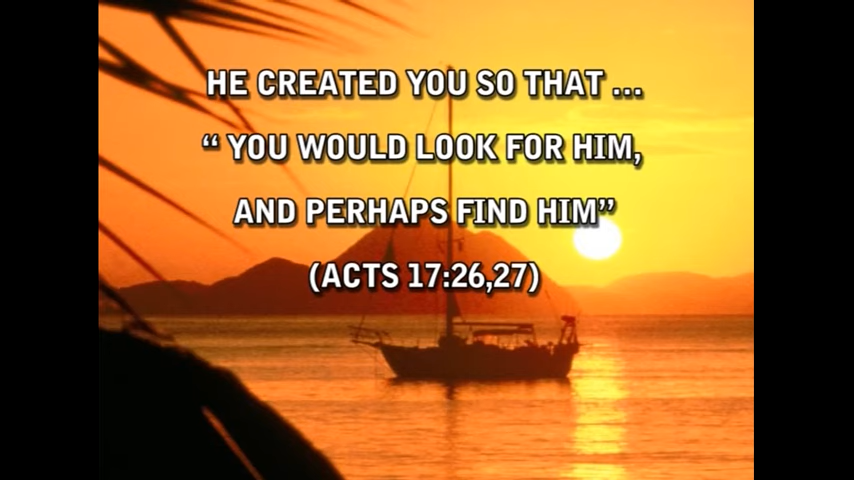 HE CREATED YOU SO THAT ...
“ YOU WOULD LOOK FOR HIM,
AND PERHAPS FIND HIM”
(ACTS 17:26,27)